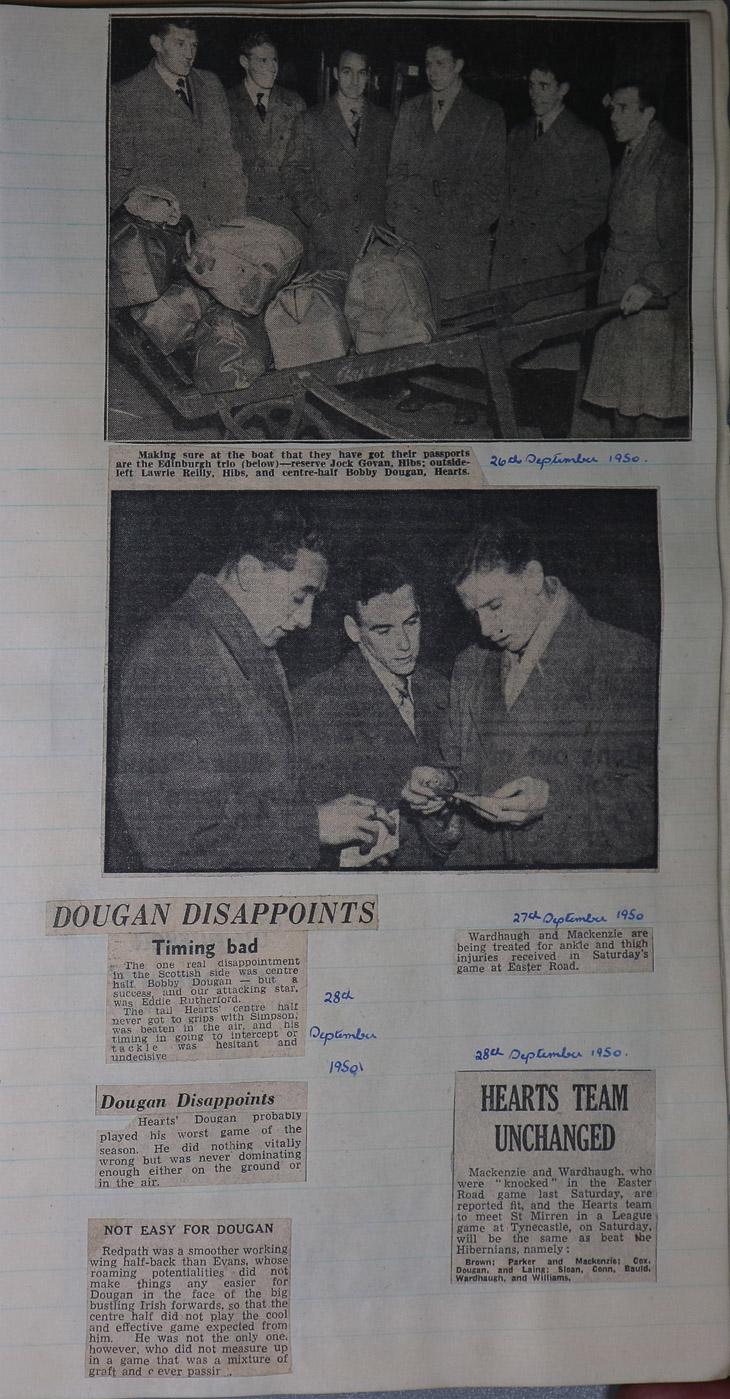 Making sure at the boat that they have got their passports
are the Edinburgh trio (below)—reserve Jock Govan, Hibs; outside-
left Lawrie Reilly, Hibs, and centre-half Bobby Dougan, Hearts.
26th September 1950.
DOUGAN DISAPPOINTS
Timing bad
The one real disappointment
in the Scottish side was centre
half Bobby Dougan — but a
success, and our attacking star,
was Eddie Rutherford.
The tall Hearts' centre half
never got to grips with Simpson,
was beaten in the air, and his
timing in going to intercept or
tackle was hesitant and
undecisive
28th
September
1950
Dougan Disappoints
Hearts' Dougan probably
played his worst game of the
season. He did nothing vitally
wrong but was never dominating
enough either on the ground or
in the air.
NOT EASY FOR DOUGAN
Redpath was a smoother working
wing half-back than Evans, whose
roaming potentialities did not
make things any easier for
Dougan in the face of the big
bustling Irish forwards, so that the
centre half did not play the cool
and effective game expected from
him. He was not the only one,
however, who did not measure up
in a game that was a mixture of
graft and ever
27th September 1950
Wardhaugh and Mackenzie are
being treated for ankle and thigh
injuries received in Saturday's
game at Easter Road.
28th September 1950.
HEARTS TEAM
UNCHANGED
Mackenzie and Wardhaugh, who
were "knocked" in the Easter
Road game last Saturday, are
reported fit, and the Hearts team
to meet St Mirren in a League
game at Tynecastle, on Saturday,
will be the same as beat the
Hibernians, namely:
Brown; Parker and Mackenzie; Cox,
Dougan, and Laing; Sloan, Conn, Bauld,
Wardhaugh, and Williams.